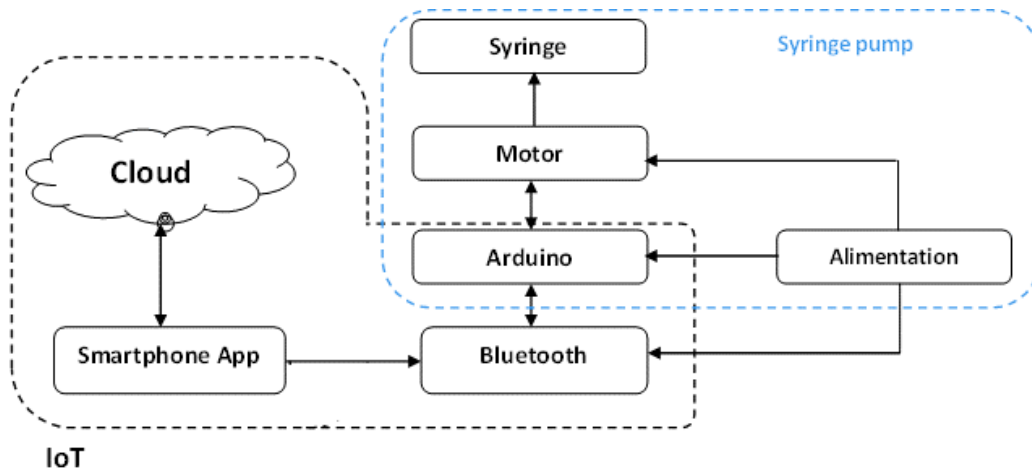 Syringe
Syringe pump
Cloud
Motor
Arduino
Alimentation
Smartphone App
Bluetooth
IoT